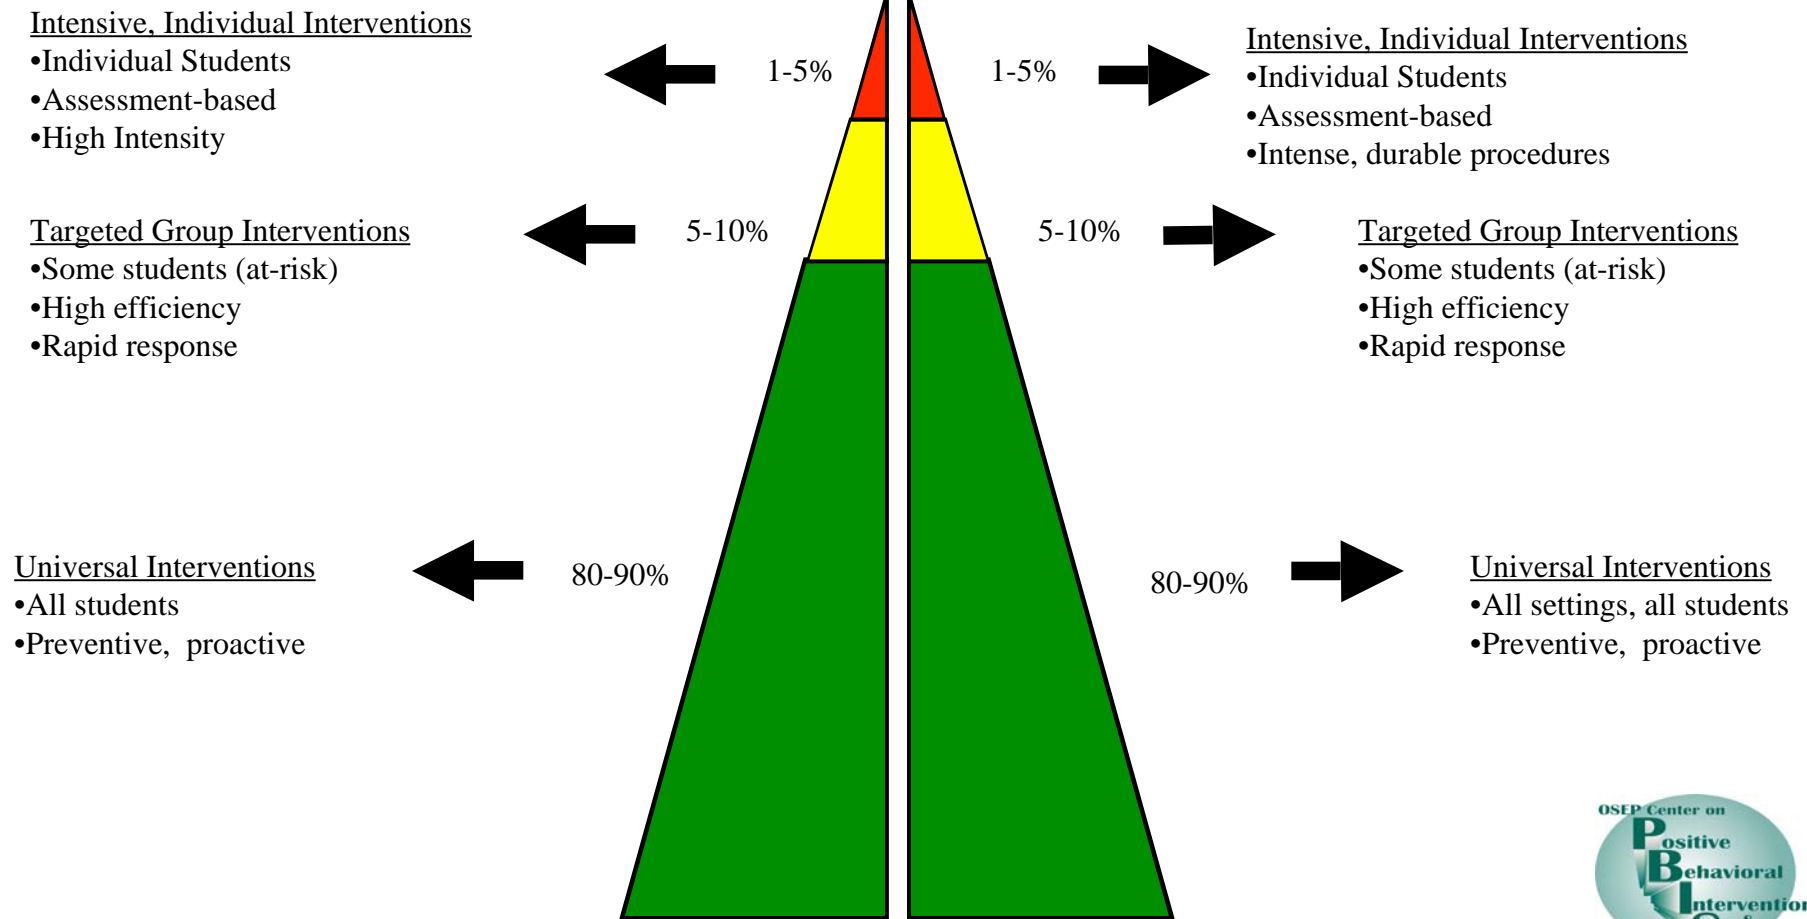 Intensive, Individual Interventions
•Individual Students
•Assessment-based
•High Intensity
1-5%
Targeted Group Interventions
•Some students (at-risk)
•High efficiency
•Rapid response
5-10%
Universal Interventions
•All students
•Preventive, proactive
80-90%
1-5%
Intensive, Individual Interventions
•Individual Students
•Assessment-based
•Intense, durable procedures
5-10%
Targeted Group Interventions
•Some students (at-risk)
•High efficiency
•Rapid response
80-90%
Universal Interventions
•All settings, all students
•Preventive, proactive
OSEP Center on
Positive
Behavioral
Intervention